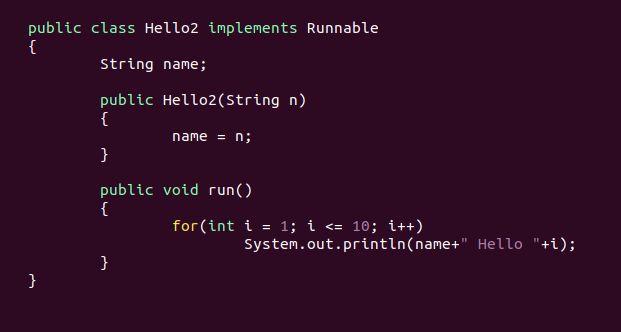 public class Hello2 implements Runnable
{
        String name;

        public Hello2(String n)
        {
                name = n;
        }

        public void run()
        {
                for(int i = 1; i <= 10; i++)
                        System.out.println(name+" Hello "+i);
        }
}